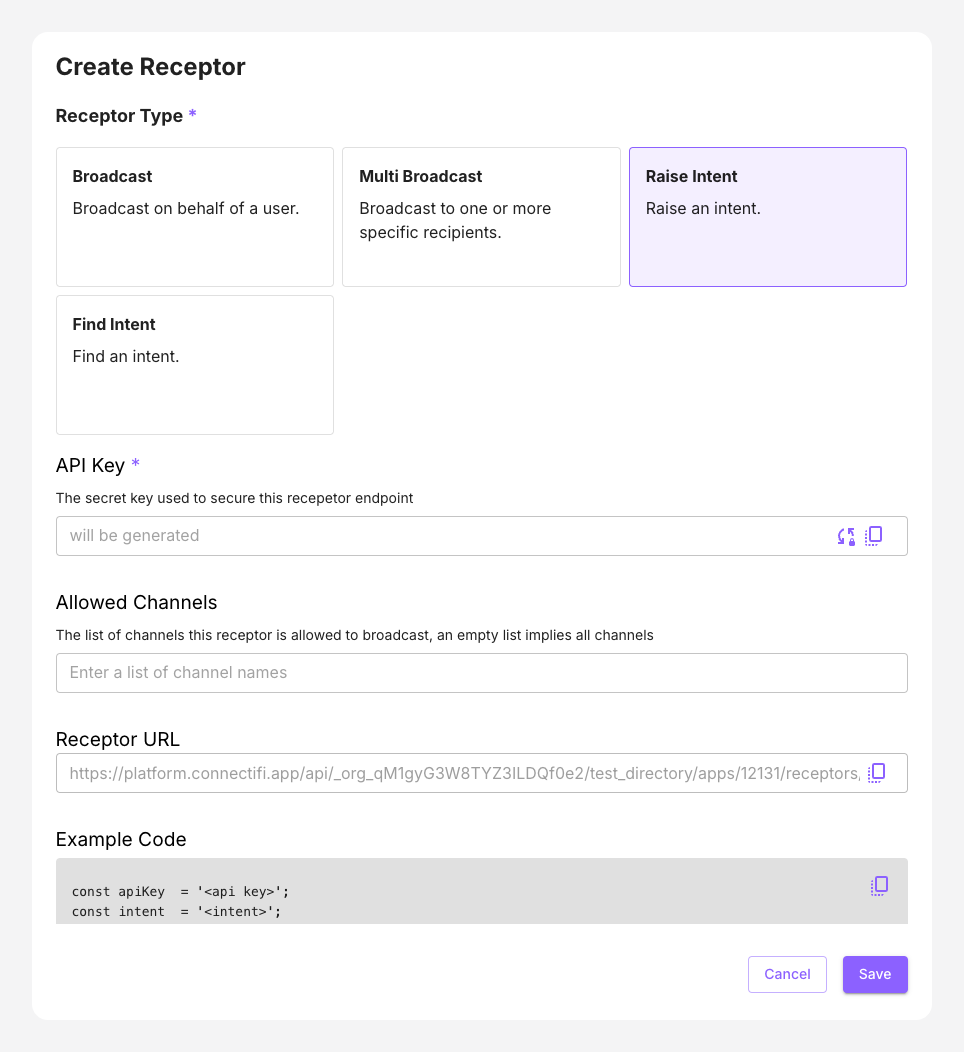 Create Receptor
Receptor Type *
Broadcast
Broadcast on behalf of a user.
Multi Broadcast
Broadcast to one or more
specific recipients.
Raise Intent
Raise an intent.
Find Intent
Find an intent.
API Key *
The secret key used to secure this recepetor endpoint
will be generated
Allowed Channels
The list of channels this receptor is allowed to broadcast, an empty list implies all channels
Enter a list of channel names
Receptor URL
https://platform.connectifi.app/api/_org_qM1gyG3W8TYZ3ILDQf0e2/test_directory/apps/12131/receptors/
Example Code
const apiKey  = '<api key>';
const intent  = '<intent>';
Cancel
Save